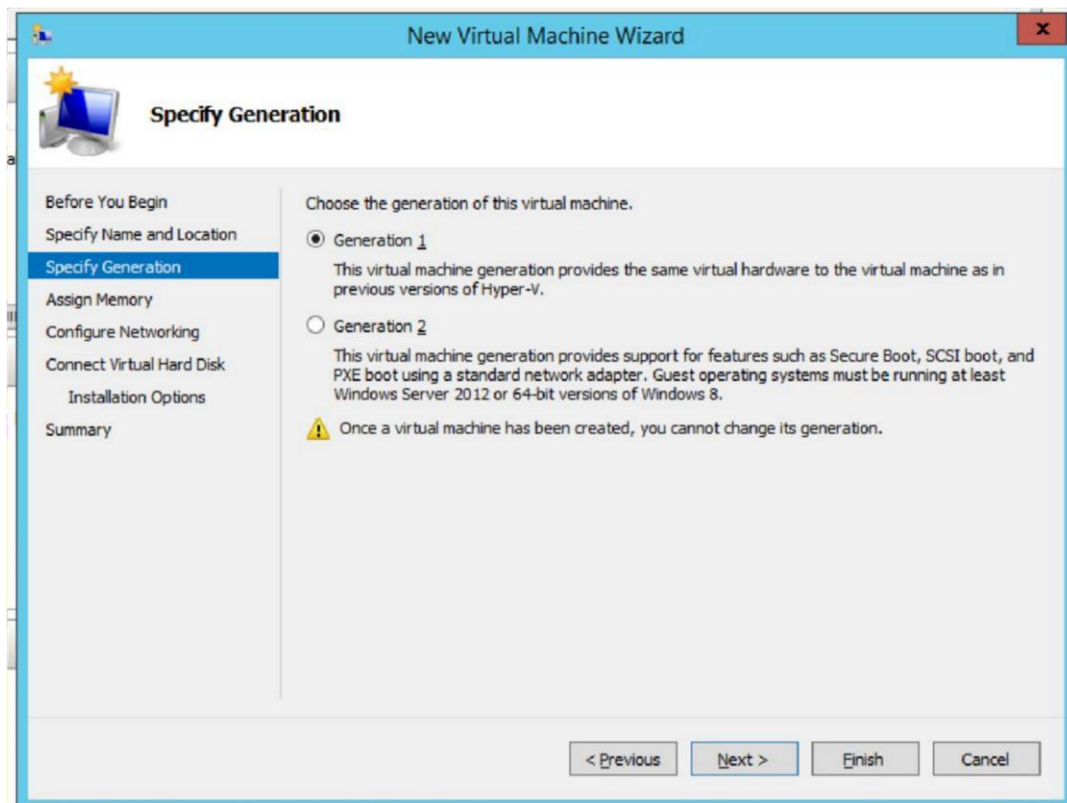 New Virtual Machine Wizard
x
Specify Generation
Before You Begin
Specify Name and Location
Specify Generation
Assign Memory
Configure Networking
Connect Virtual Hard Disk
Installation Options
Summary
Choose the generation of this virtual machine.
Generation 1
This virtual machine generation provides the same virtual hardware to the virtual machine as in
previous versions of Hyper-V.
Generation 2
This virtual machine generation provides support for features such as Secure Boot, SCSI boot, and
PXE boot using a standard network adapter. Guest operating systems must be running at least
Windows Server 2012 or 64-bit versions of Windows 8.
Once a virtual machine has been created, you cannot change its generation.
< Previous
Next >
Finish
Cancel